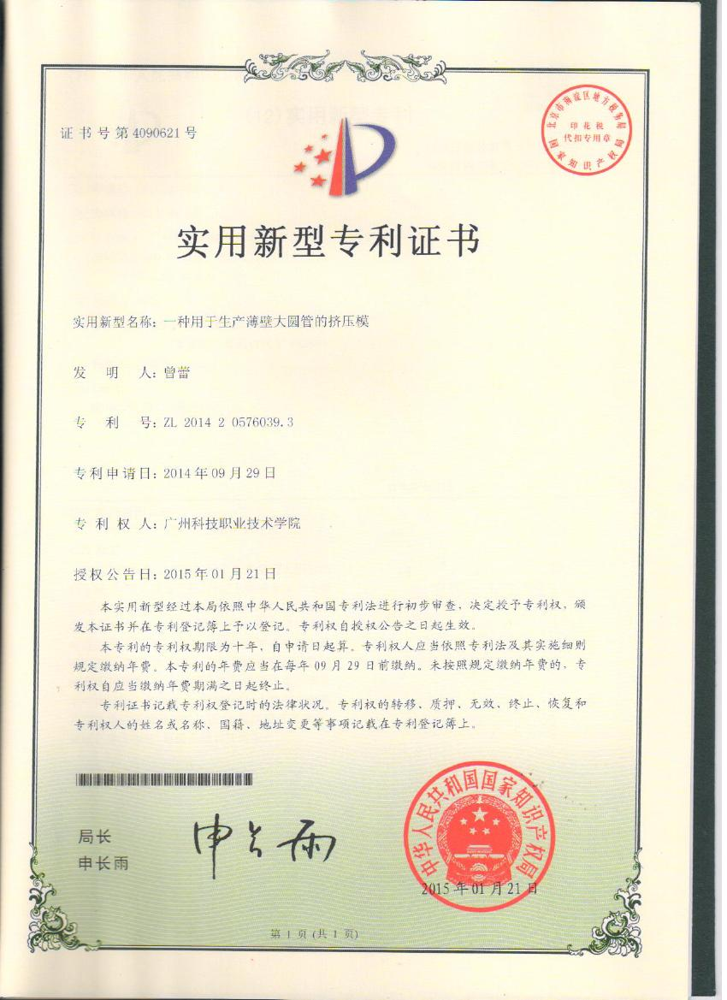 证书号第4090621号
北京市海淀区地方税务局
印花税
代扣专用章
国家知识产权局
实用新型专利证书
实用新型名称：一种用于生产薄壁大圆管的挤压模
发明人：曾蕾
专利号：ZL 2014 2 0576039.3
专利申请日：2014年09月29日
专利权人：广州科技职业技术学院
授权公告日：2015年01月21日
本实用新型经过本局依照中华人民共和国专利法进行初步审查，决定授予专利权，颁
发本证书并在专利登记簿上予以登记。专利权自授权公告之日起生效。
本专利的专利权期限为十年，自申请日起算。专利权人应当依照专利法及其实施细则
规定缴纳年费。本专利的年费应当在每年09月29日前缴纳。未按照规定缴纳年费的，专
利权自应当缴纳年费期满之日起终止。
专利证书记载专利权登记时的法律状况。专利权的转移、质押、无效、终止、恢复和
专利权人的姓名或名称、国籍、地址变更等事项记载在专利登记簿上。
局长
申长雨
申长雨
中华人民共和国国家知识产权局
2015年01月21日
第1页(共1页)